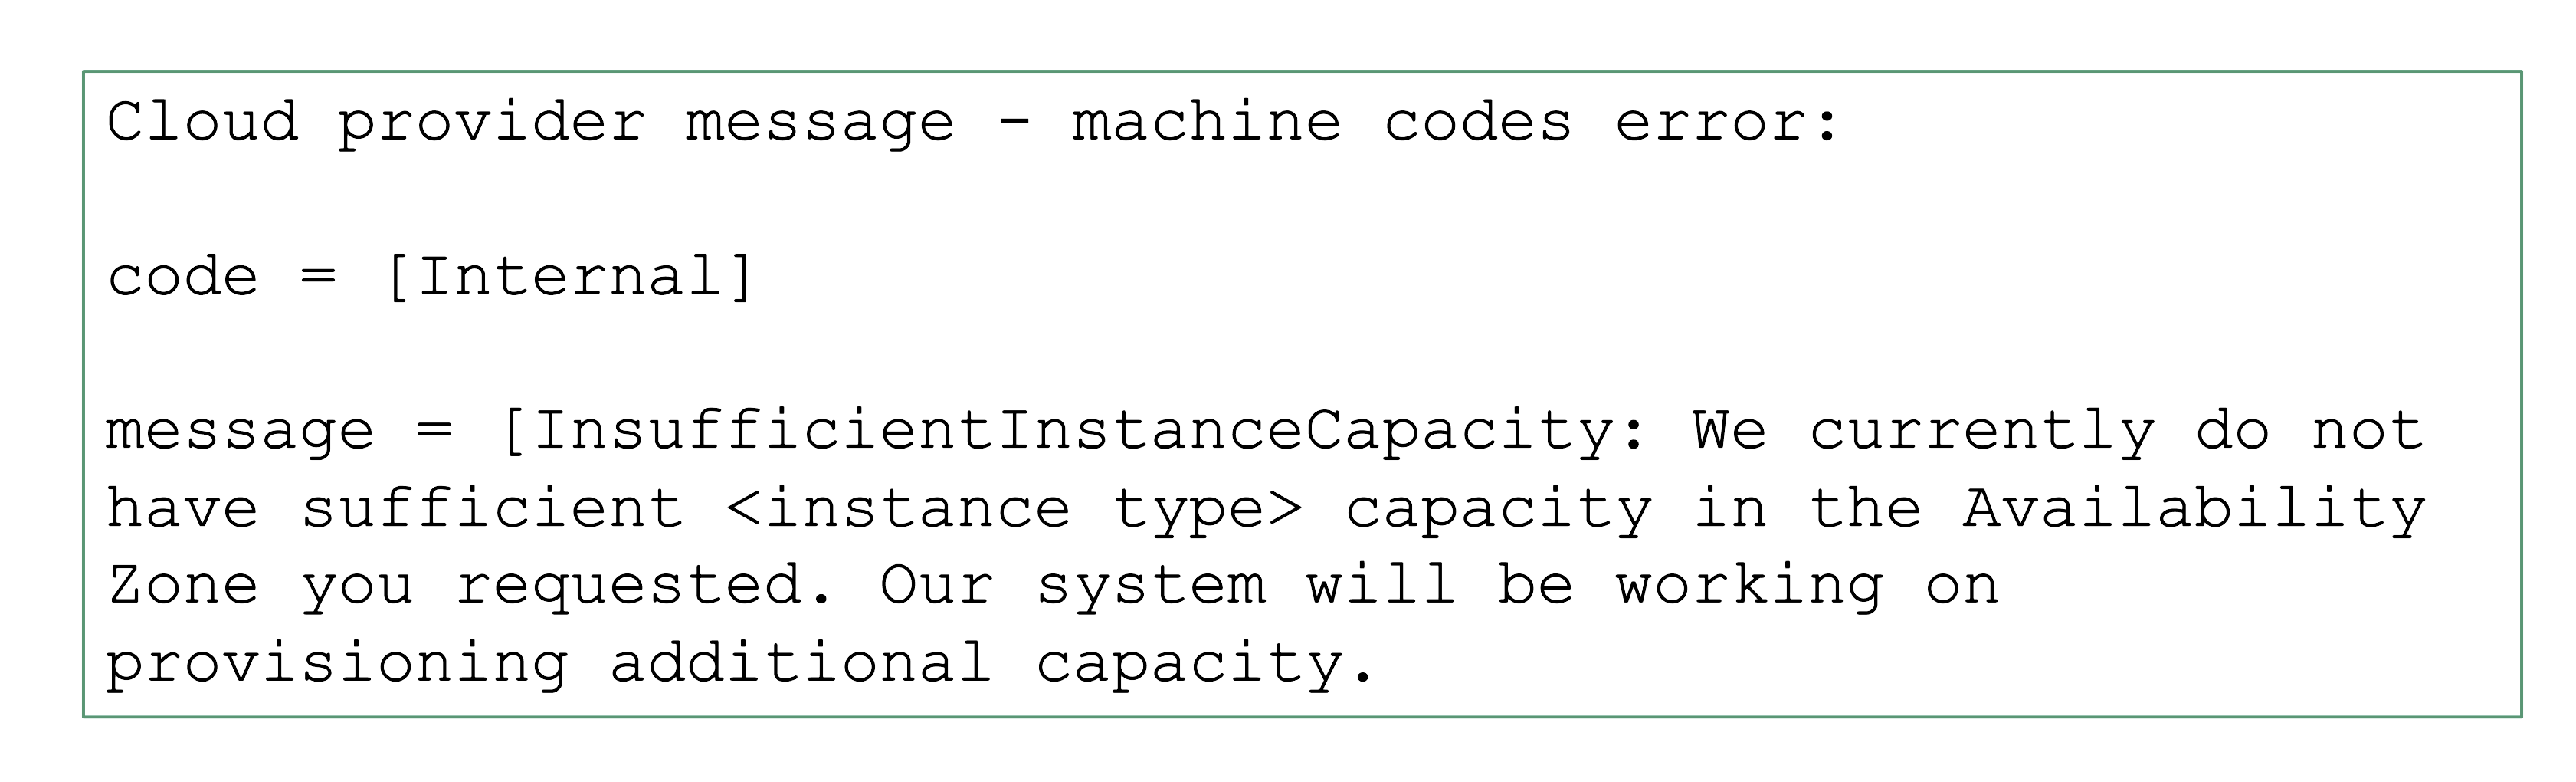 Cloud provider message - machine codes error:
code = [Internal]
message = [InsufficientInstanceCapacity: We currently do not
have sufficient <instance type> capacity in the Availability
Zone you requested. Our system will be working on
provisioning additional capacity.